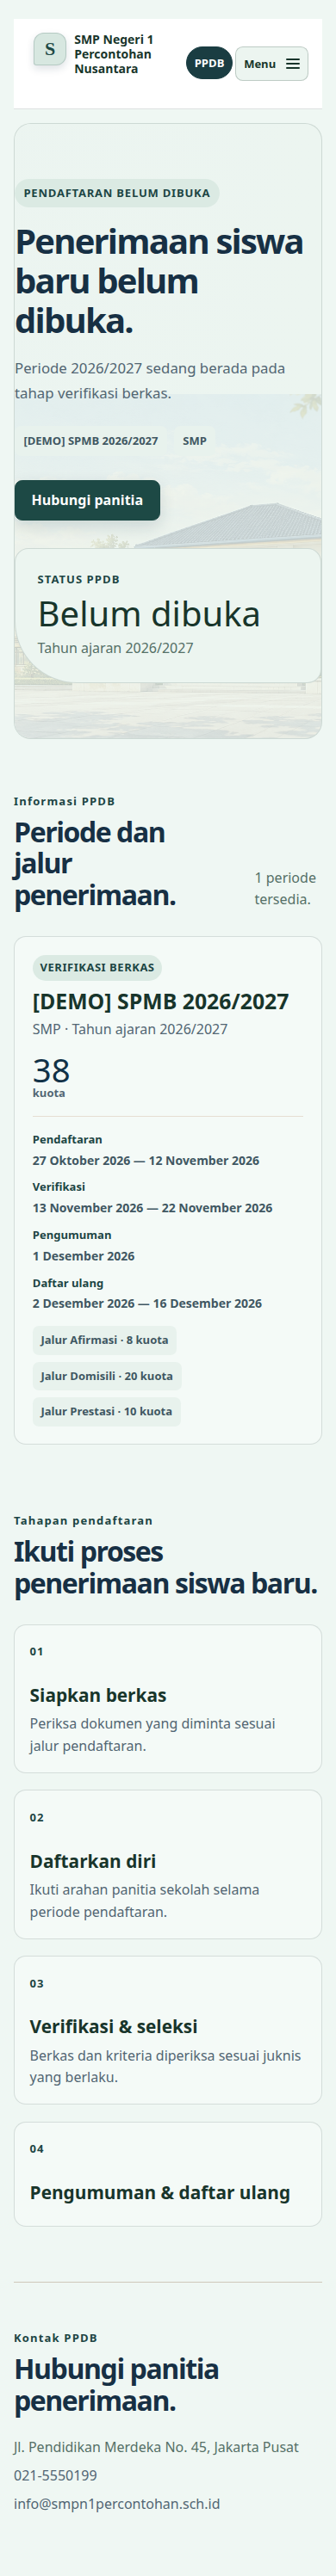 S
SMP Negeri 1
Percontohan
Nusantara
PPDB
Menu
PENDAFTARAN BELUM DIBUKA
Penerimaan siswa
baru belum
dibuka.
Periode 2026/2027 sedang berada pada
tahap verifikasi berkas.
[DEMO] SPMB 2026/2027
SMP
Hubungi panitia
STATUS PPDB
Belum dibuka
Tahun ajaran 2026/2027
Informasi PPDB
Periode dan
jalur
penerimaan.
1 periode
tersedia.
VERIFIKASI BERKAS
[DEMO] SPMB 2026/2027
SMP · Tahun ajaran 2026/2027
38
kuota
Pendaftaran
27 Oktober 2026 — 12 November 2026
Verifikasi
13 November 2026 — 22 November 2026
Pengumuman
1 Desember 2026
Daftar ulang
2 Desember 2026 — 16 Desember 2026
Jalur Afirmasi · 8 kuota
Jalur Domisili · 20 kuota
Jalur Prestasi · 10 kuota
Tahapan pendaftaran
Ikuti proses
penerimaan siswa baru.
01
Siapkan berkas
Periksa dokumen yang diminta sesuai
jalur pendaftaran.
02
Daftarkan diri
Ikuti arahan panitia sekolah selama
periode pendaftaran.
03
Verifikasi & seleksi
Berkas dan kriteria diperiksa sesuai juknis
yang berlaku.
04
Pengumuman & daftar ulang
Kontak PPDB
Hubungi panitia
penerimaan.
Jl. Pendidikan Merdeka No. 45, Jakarta Pusat
021-5550199
info@smpn1percontohan.sch.id